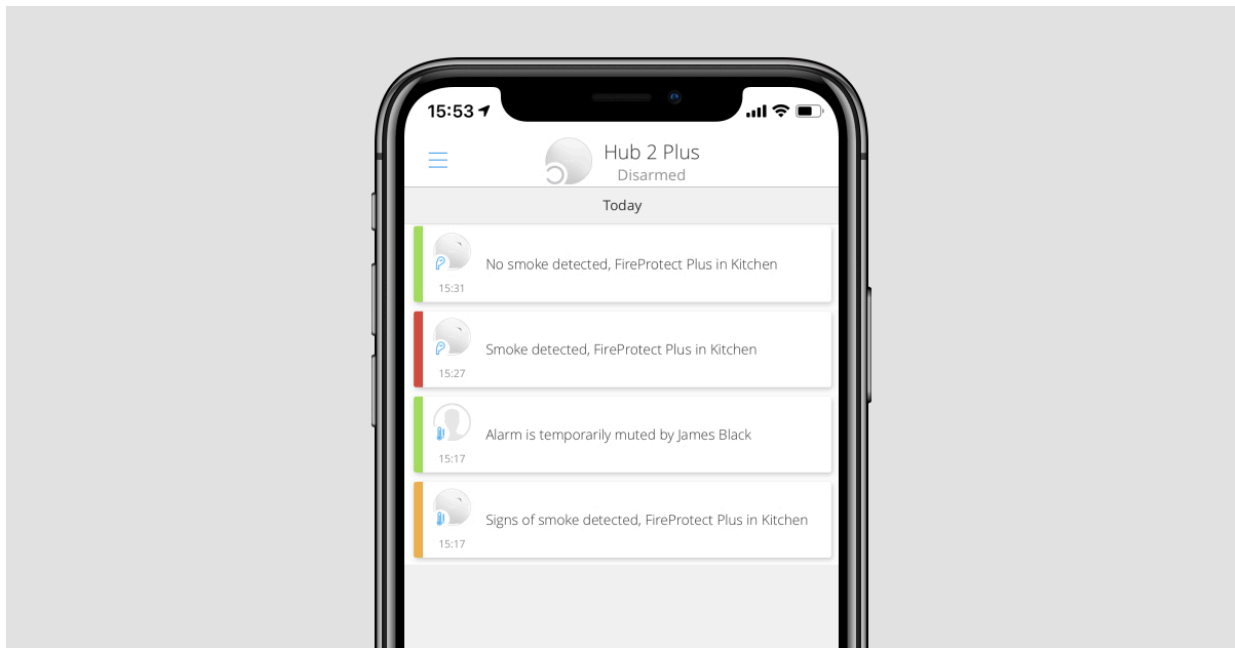 15:53
Hub 2 Plus
Disarmed
Today
No smoke detected, FireProtect Plus in Kitchen
15:31
Smoke detected, FireProtect Plus in Kitchen
15:27
Alarm is temporarily muted by James Black
15:17
Signs of smoke detected, FireProtect Plus in Kitchen
15:17